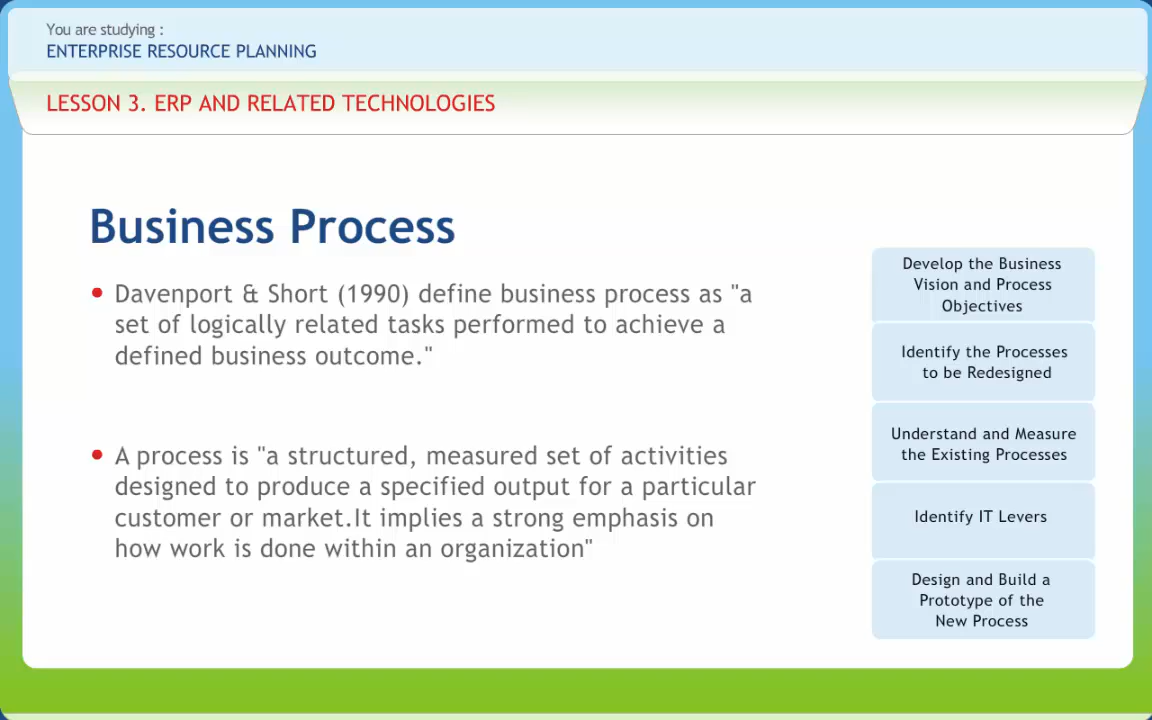 You are studying :
ENTERPRISE RESOURCE PLANNING
LESSON 3. ERP AND RELATED TECHNOLOGIES
Business Process
• Davenport & Short (1990) define business process as "a
set of logically related tasks performed to achieve a
defined business outcome."
• A process is "a structured, measured set of activities
designed to produce a specified output for a particular
customer or market.It implies a strong emphasis on
how work is done within an organization"
Develop the Business
Vision and Process
Objectives
Identify the Processes
to be Redesigned
Understand and Measure
the Existing Processes
Identify IT Levers
Design and Build a
Prototype of the
New Process